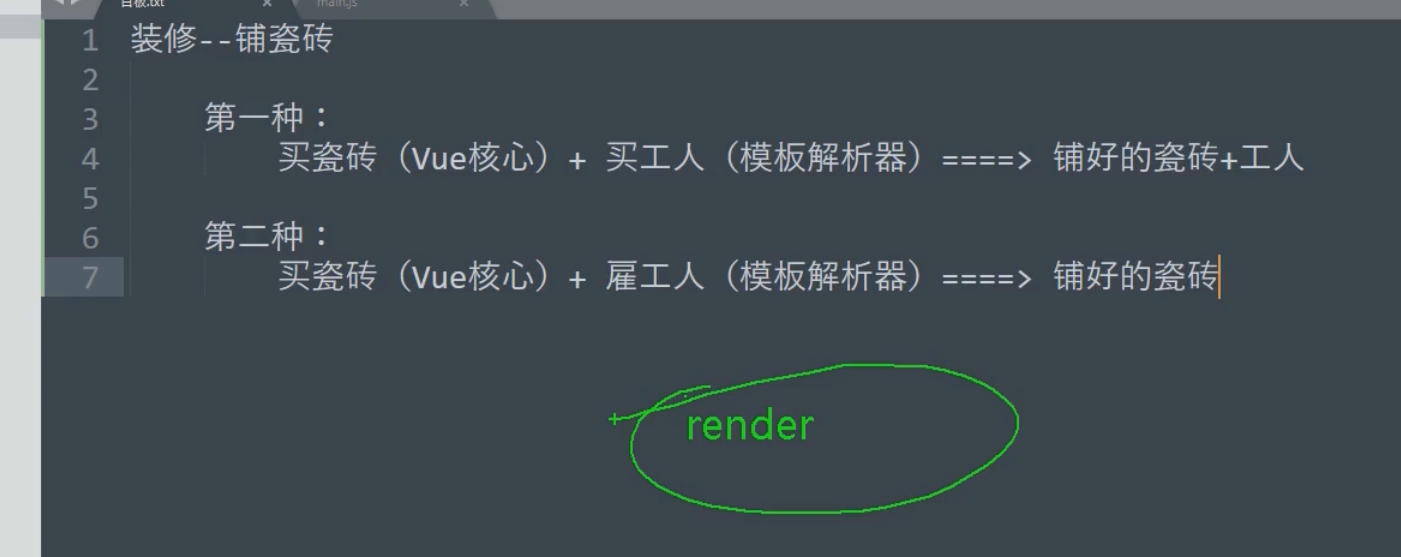 白板.txt × main.js ×
1 装修--铺瓷砖
2
3 第一种：
4 买瓷砖（Vue核心）+ 买工人（模板解析器）====> 铺好的瓷砖+工人
5
6 第二种：
7 买瓷砖（Vue核心）+ 雇工人（模板解析器）====> 铺好的瓷砖
render